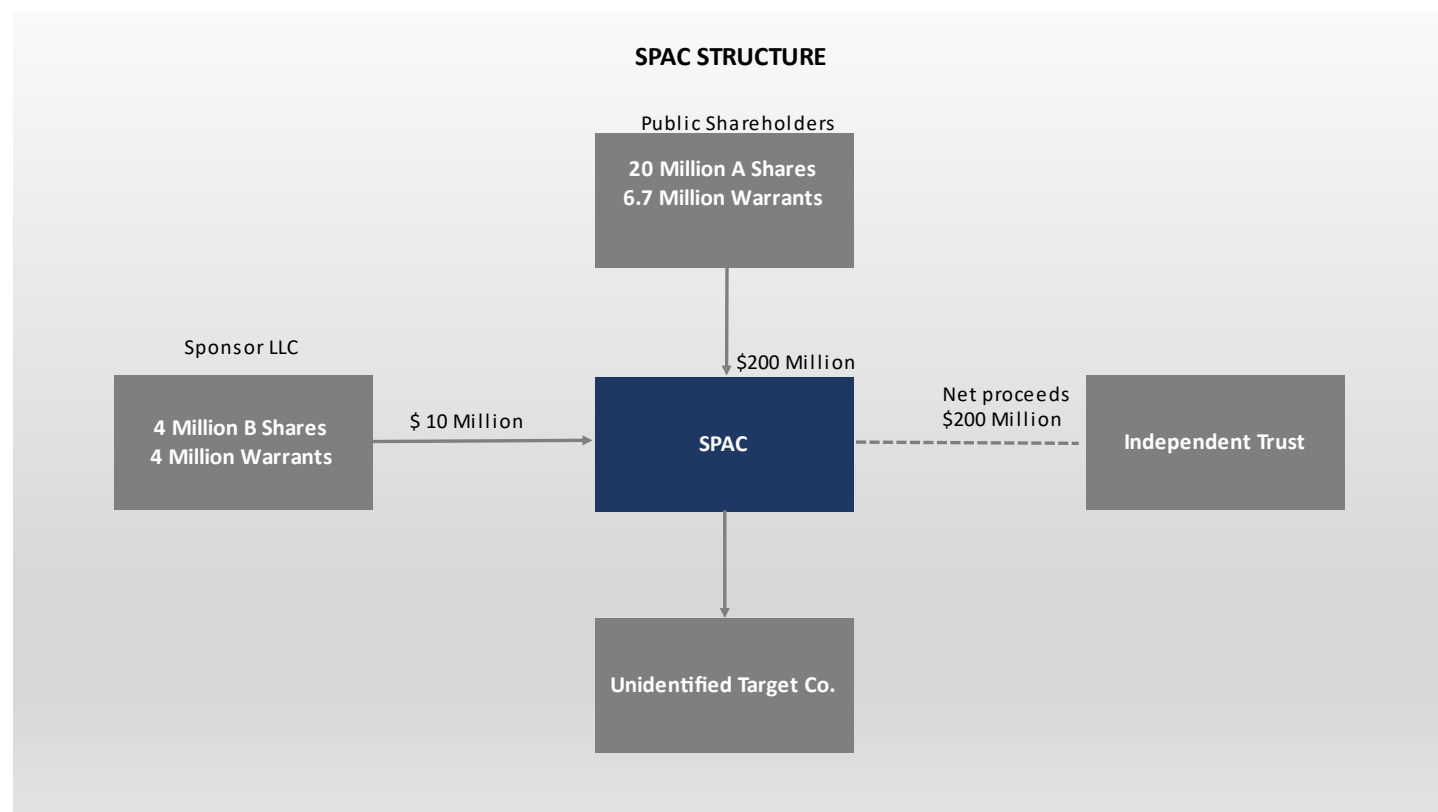 SPAC STRUCTURE
Public Shareholders
20 Million A Shares
6.7 Million Warrants
$200 Million
Sponsor LLC
4 Million B Shares
4 Million Warrants
$ 10 Million
SPAC
Net proceeds
$200 Million
Independent Trust
Unidentified Target Co.